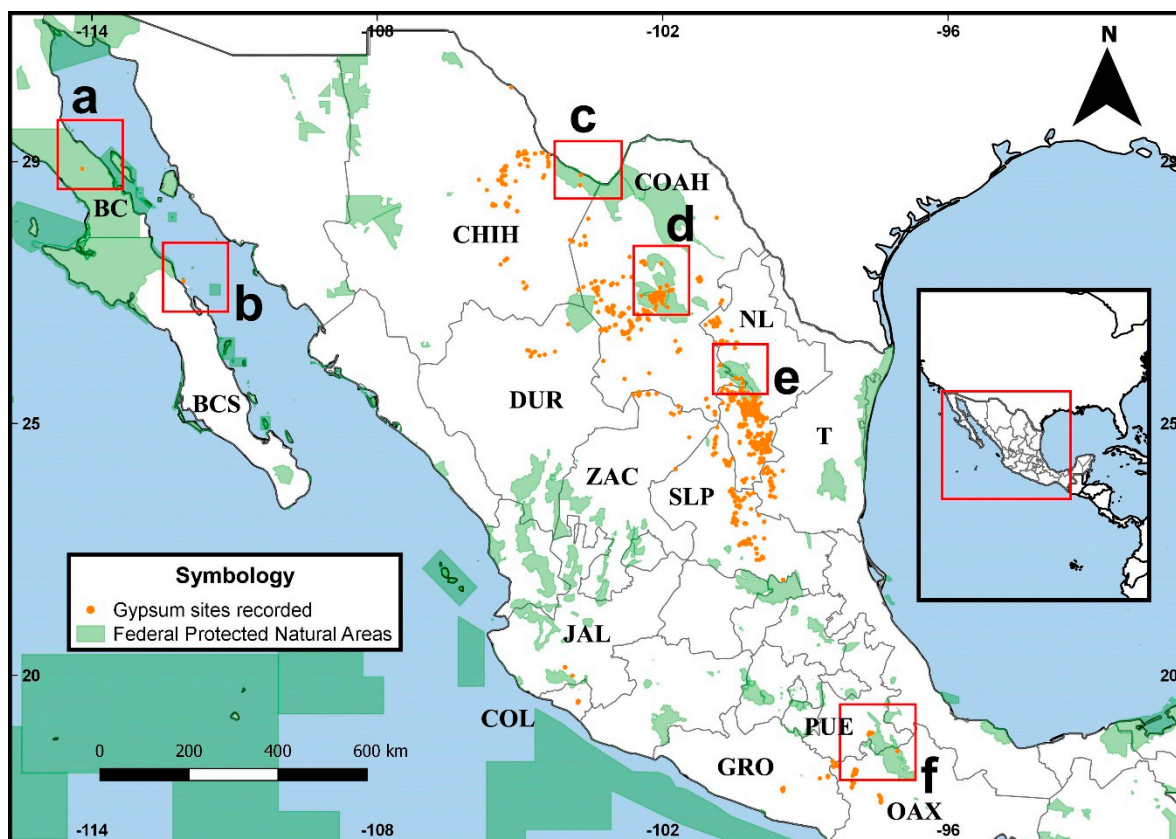 -114 -108 -102 -96
N
a
c
29 29
COAH
BC
CHIH
d
b
NL
e
DUR
BCS
25 25
T
ZAC
SLP
Symbology
Gypsum sites recorded
Federal Protected Natural Areas
JAL
20 20
COL
PUE
0 200 400 600 km
GRO
f
OAX
-114 -108 -102 -96